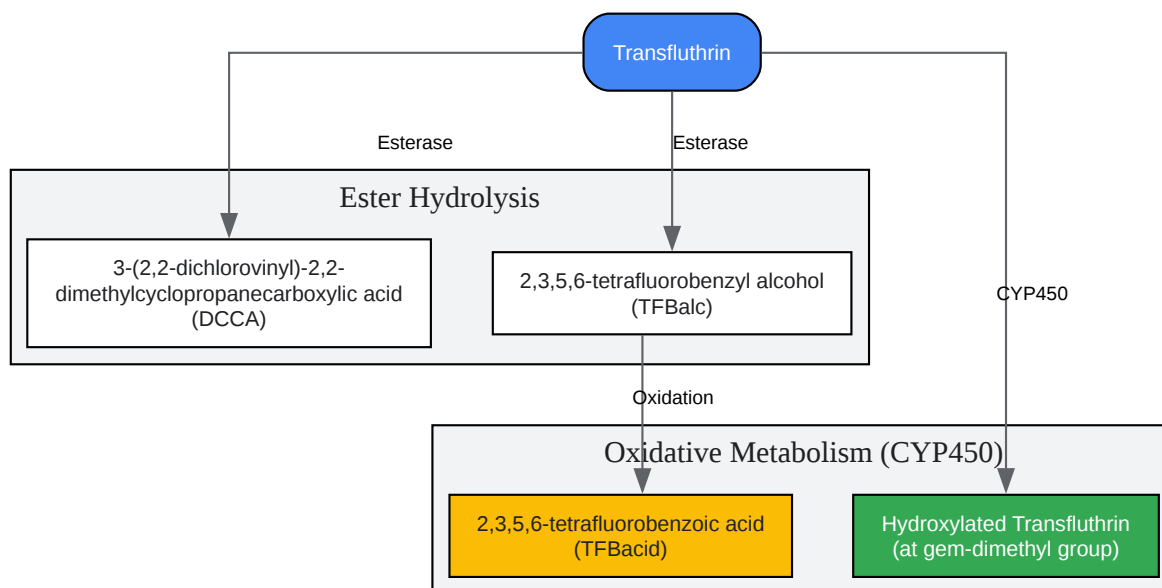 Transfluthrin
Esterase
Esterase
Ester Hydrolysis
3-(2,2-dichlorovinyl)-2,2-
dimethylcyclopropanecarboxylic acid
(DCCA)
2,3,5,6-tetrafluorobenzyl alcohol
(TFBalc)
CYP450
Oxidation
Oxidative Metabolism (CYP450)
2,3,5,6-tetrafluorobenzoic acid
(TFBacid)
Hydroxylated Transfluthrin
(at gem-dimethyl group)